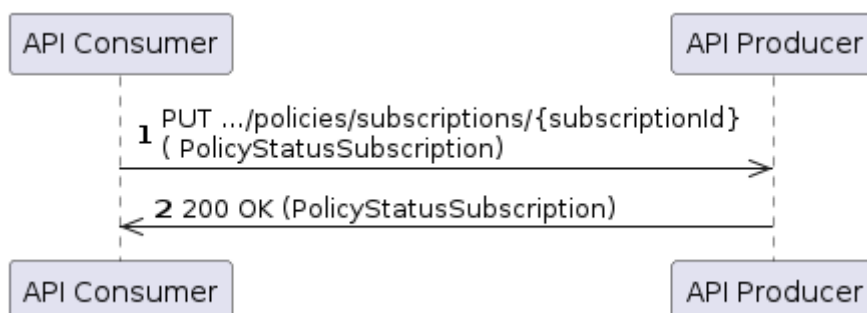 API Consumer
API Producer
1 PUT .../policies/subscriptions/{subscriptionId}
( PolicyStatusSubscription)
2 200 OK (PolicyStatusSubscription)
API Consumer
API Producer